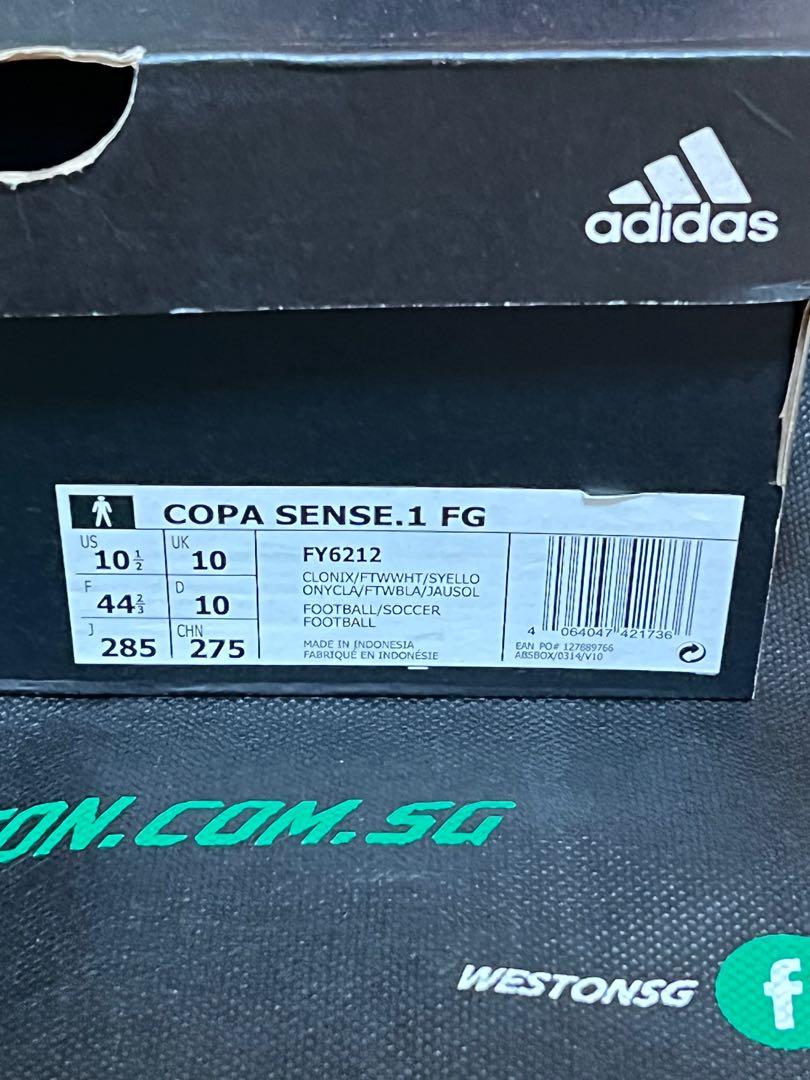 adidas
COPA SENSE.1 FG
US 10½ UK 10
F 44⅔ D 10
J 285 CHN 275
FY6212
CLONIX/FTWWHT/SYELLO
ONYCLA/FTWBLA/JAUSOL
FOOTBALL/SOCCER
FOOTBALL
MADE IN INDONESIA
FABRIQUÉ EN INDONÉSIE
4 064047 421736
EAN PO# 127889766
ABSBOX/0314/V10
ON.COM.SG
WESTONSG
f